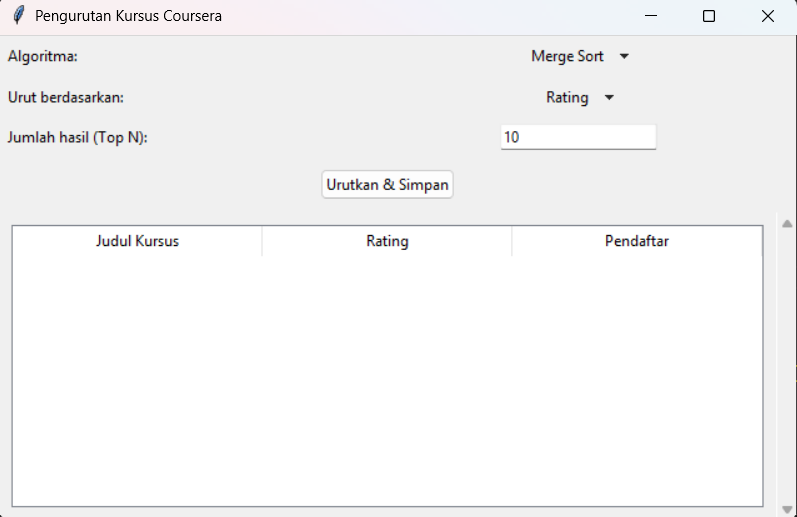 Pengurutan Kursus Coursera
Algoritma: Merge Sort
Urut berdasarkan: Rating
Jumlah hasil (Top N): 10
Urutkan & Simpan
Judul Kursus Rating Pendaftar